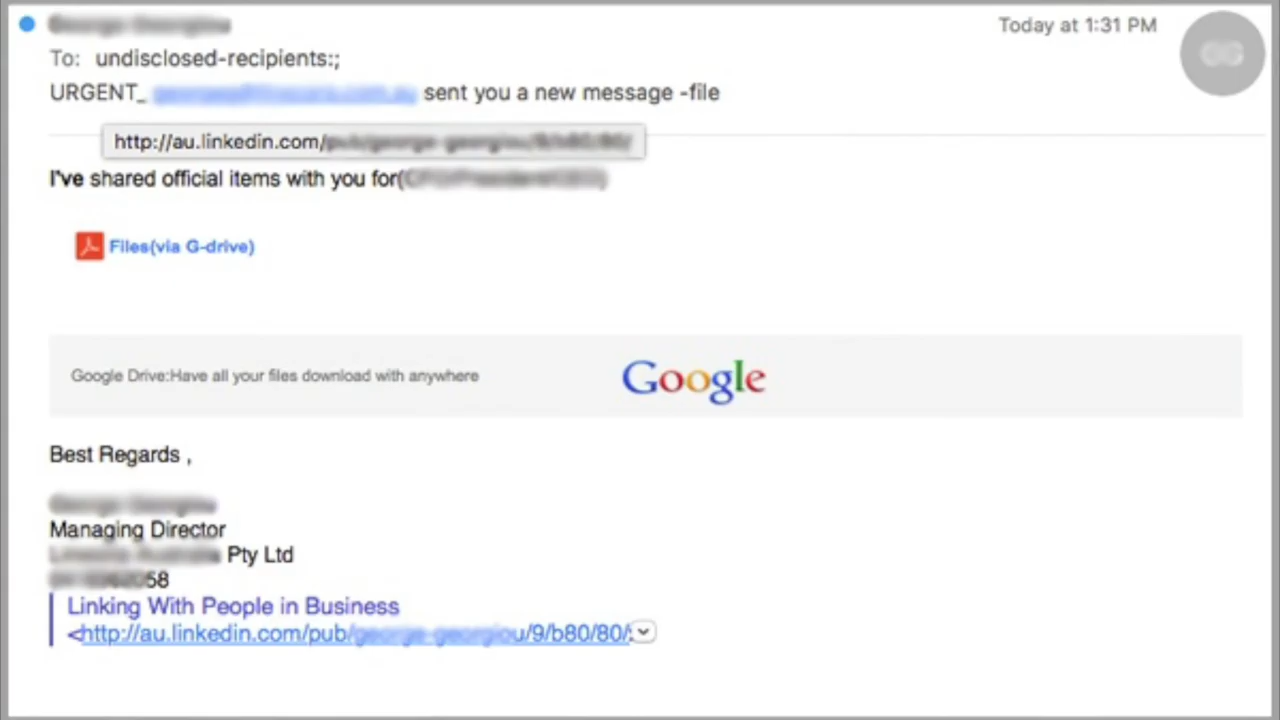 Today at 1:31 PM
To: undisclosed-recipients:;
URGENT_ sent you a new message -file
http://au.linkedin.com/
I've shared official items with you for(
Files(via G-drive)
Google Drive:Have all your files download with anywhere
Google
Best Regards ,
Managing Director
Pty Ltd
58
Linking With People in Business
<http://au.linkedin.com/pub/ /9/b80/80/